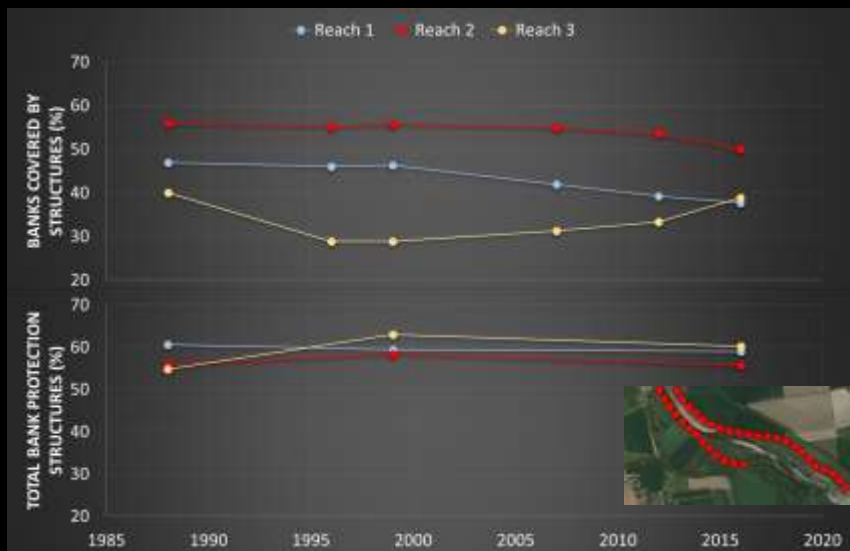 Reach 1 Reach 2 Reach 3
BANKS COVERED BY
STRUCTURES (%)
70
60
50
40
30
20
TOTAL BANK PROTECTION
STRUCTURES (%)
70
60
50
40
30
20
1985 1990 1995 2000 2005 2010 2015 2020